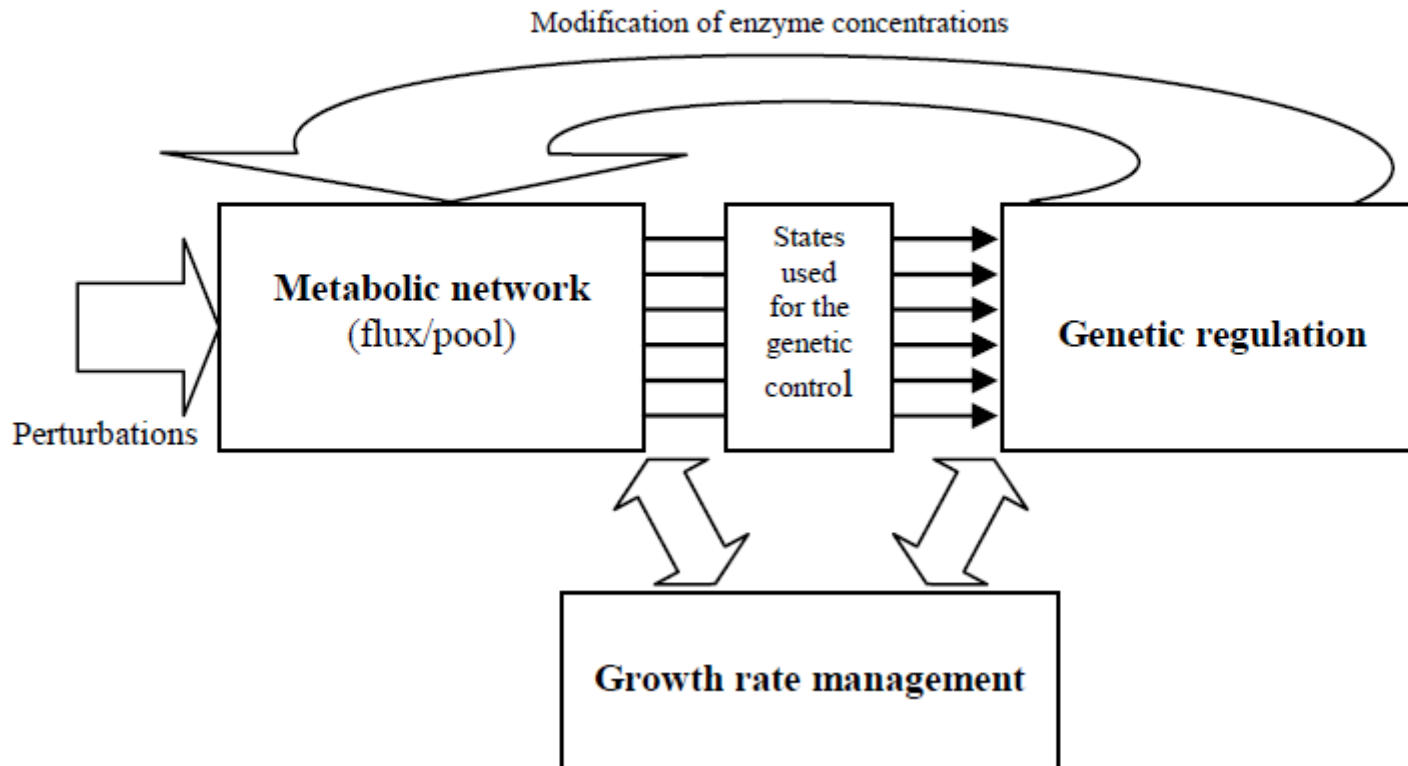 Modification of enzyme concentrations
Metabolic network
(flux/pool)
States
used
for the
genetic
control
Genetic regulation
Perturbations
Growth rate management